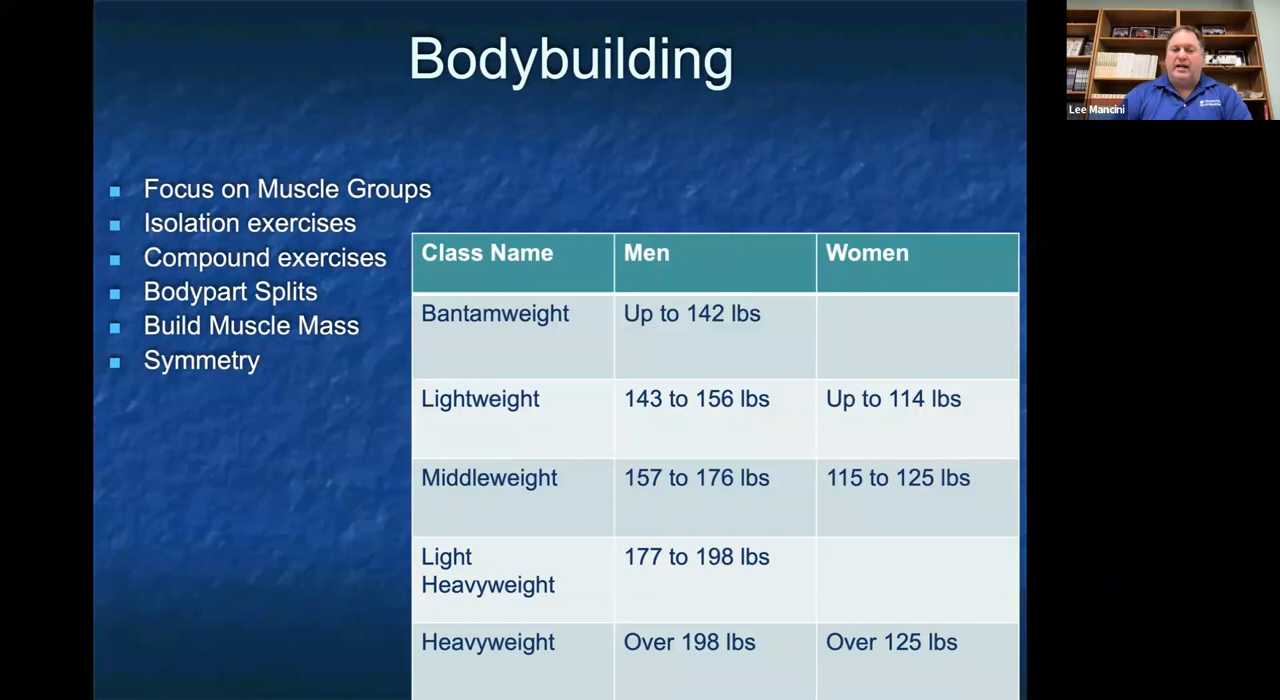 Bodybuilding
Lee Mancini
Focus on Muscle Groups
Isolation exercises
Compound exercises
Bodypart Splits
Build Muscle Mass
Symmetry
Class Name Men Women
Bantamweight Up to 142 lbs
Lightweight 143 to 156 lbs Up to 114 lbs
Middleweight 157 to 176 lbs 115 to 125 lbs
Light
Heavyweight 177 to 198 lbs
Heavyweight Over 198 lbs Over 125 lbs